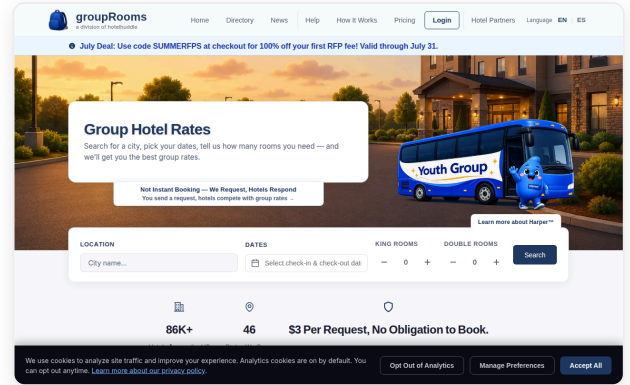 groupRooms
a division of hotelhuddle
Home Directory News Help How It Works Pricing Login Hotel Partners Language EN ES
July Deal: Use code SUMMERFPS at checkout for 100% off your first RFP fee! Valid through July 31.
Group Hotel Rates
Search for a city, pick your dates, tell us how many rooms you need — and
we'll get you the best group rates.
Not Instant Booking — We Request, Hotels Respond
You send a request, hotels compete with group rates
Youth Group
Learn more about Harper™
LOCATION DATES KING ROOMS DOUBLE ROOMS
City name... Select check-in & check-out dat − 0 + − 0 + Search
86K+ 46 $3 Per Request, No Obligation to Book.
We use cookies to analyze site traffic and improve your experience. Analytics cookies are on by default. You
can opt out anytime. Learn more about our privacy policy.
Opt Out of Analytics Manage Preferences Accept All